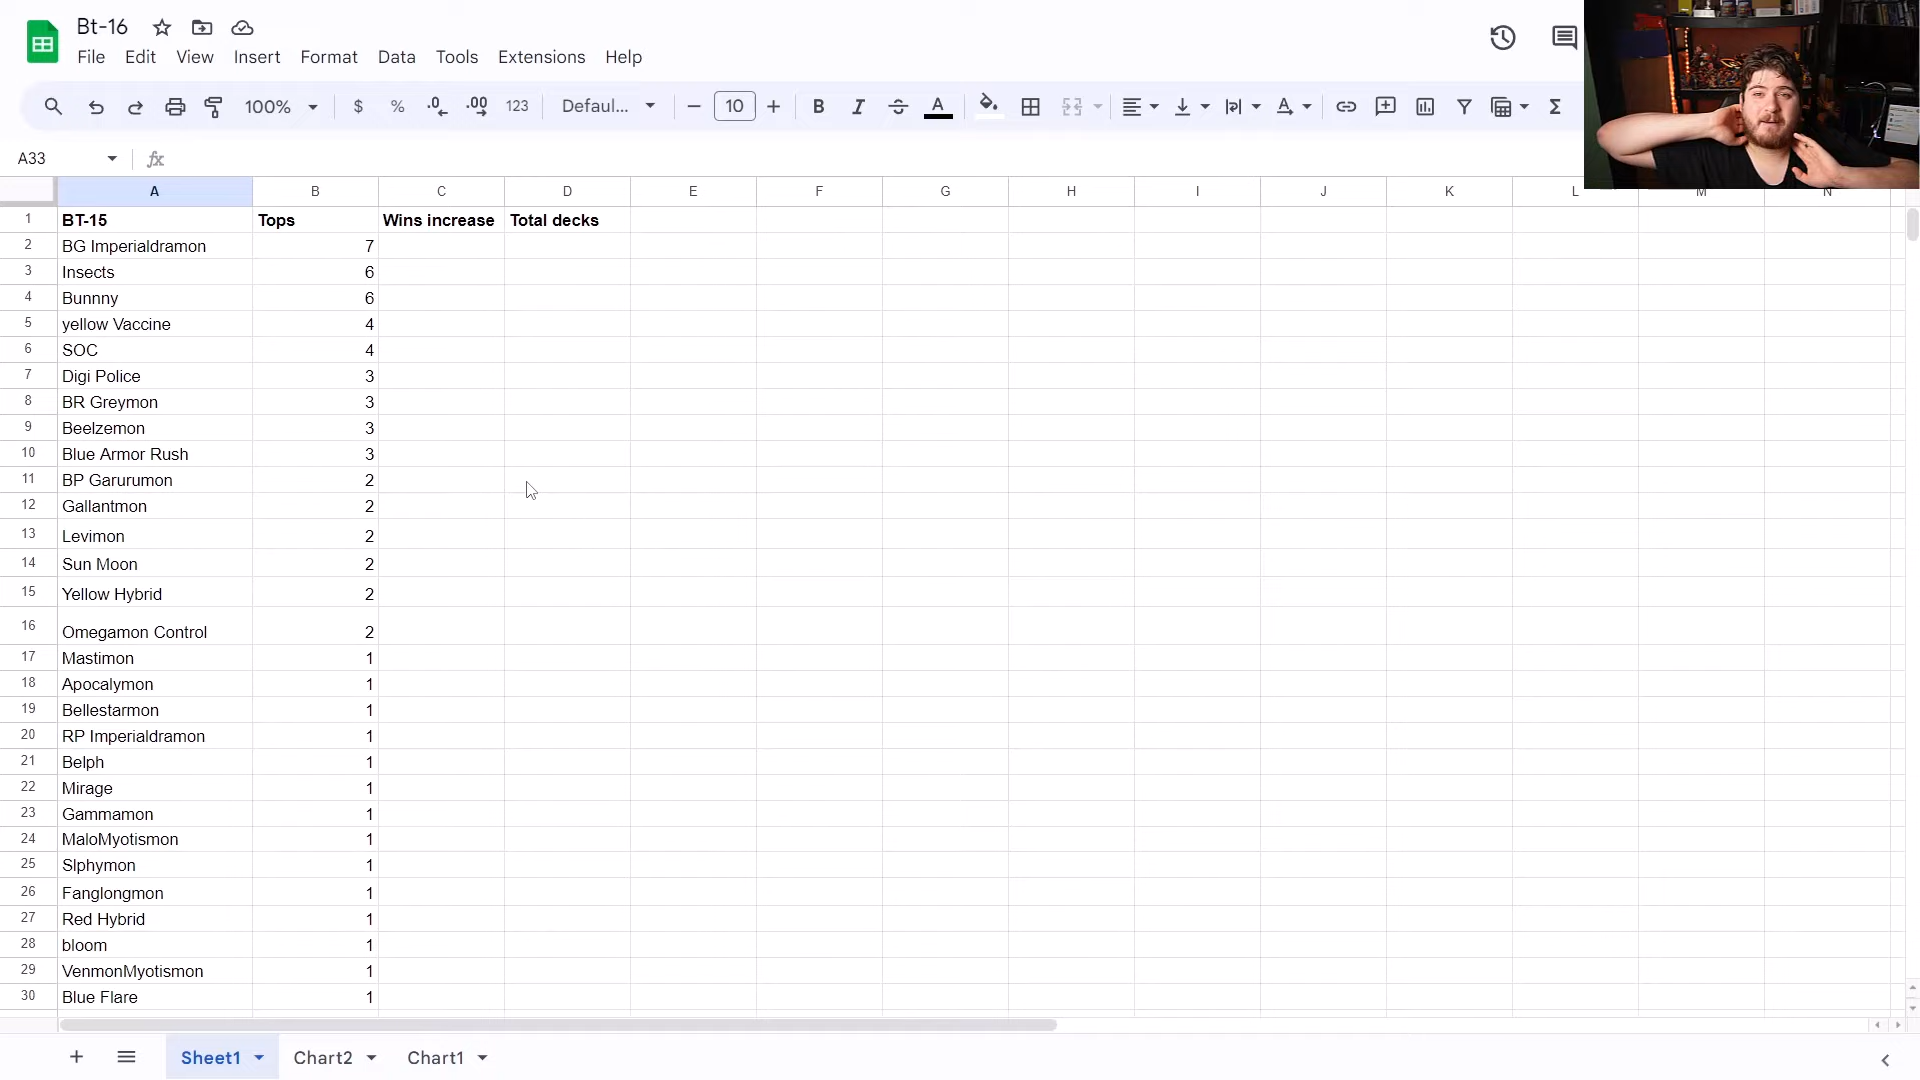 Bt-16
File Edit View Insert Format Data Tools Extensions Help
100% $ % .0 .00 123 Defaul... 10 B I A Σ
A33 fx
A B C D E F G H I J K L M N
1 BT-15 Tops Wins increase Total decks
2 BG Imperialdramon 7
3 Insects 6
4 Bunnny 6
5 yellow Vaccine 4
6 SOC 4
7 Digi Police 3
8 BR Greymon 3
9 Beelzemon 3
10 Blue Armor Rush 3
11 BP Garurumon 2
12 Gallantmon 2
13 Levimon 2
14 Sun Moon 2
15 Yellow Hybrid 2
16 Omegamon Control 2
17 Mastimon 1
18 Apocalymon 1
19 Bellestarmon 1
20 RP Imperialdramon 1
21 Belph 1
22 Mirage 1
23 Gammamon 1
24 MaloMyotismon 1
25 Slphymon 1
26 Fanglongmon 1
27 Red Hybrid 1
28 bloom 1
29 VenmonMyotismon 1
30 Blue Flare 1
Sheet1 Chart2 Chart1